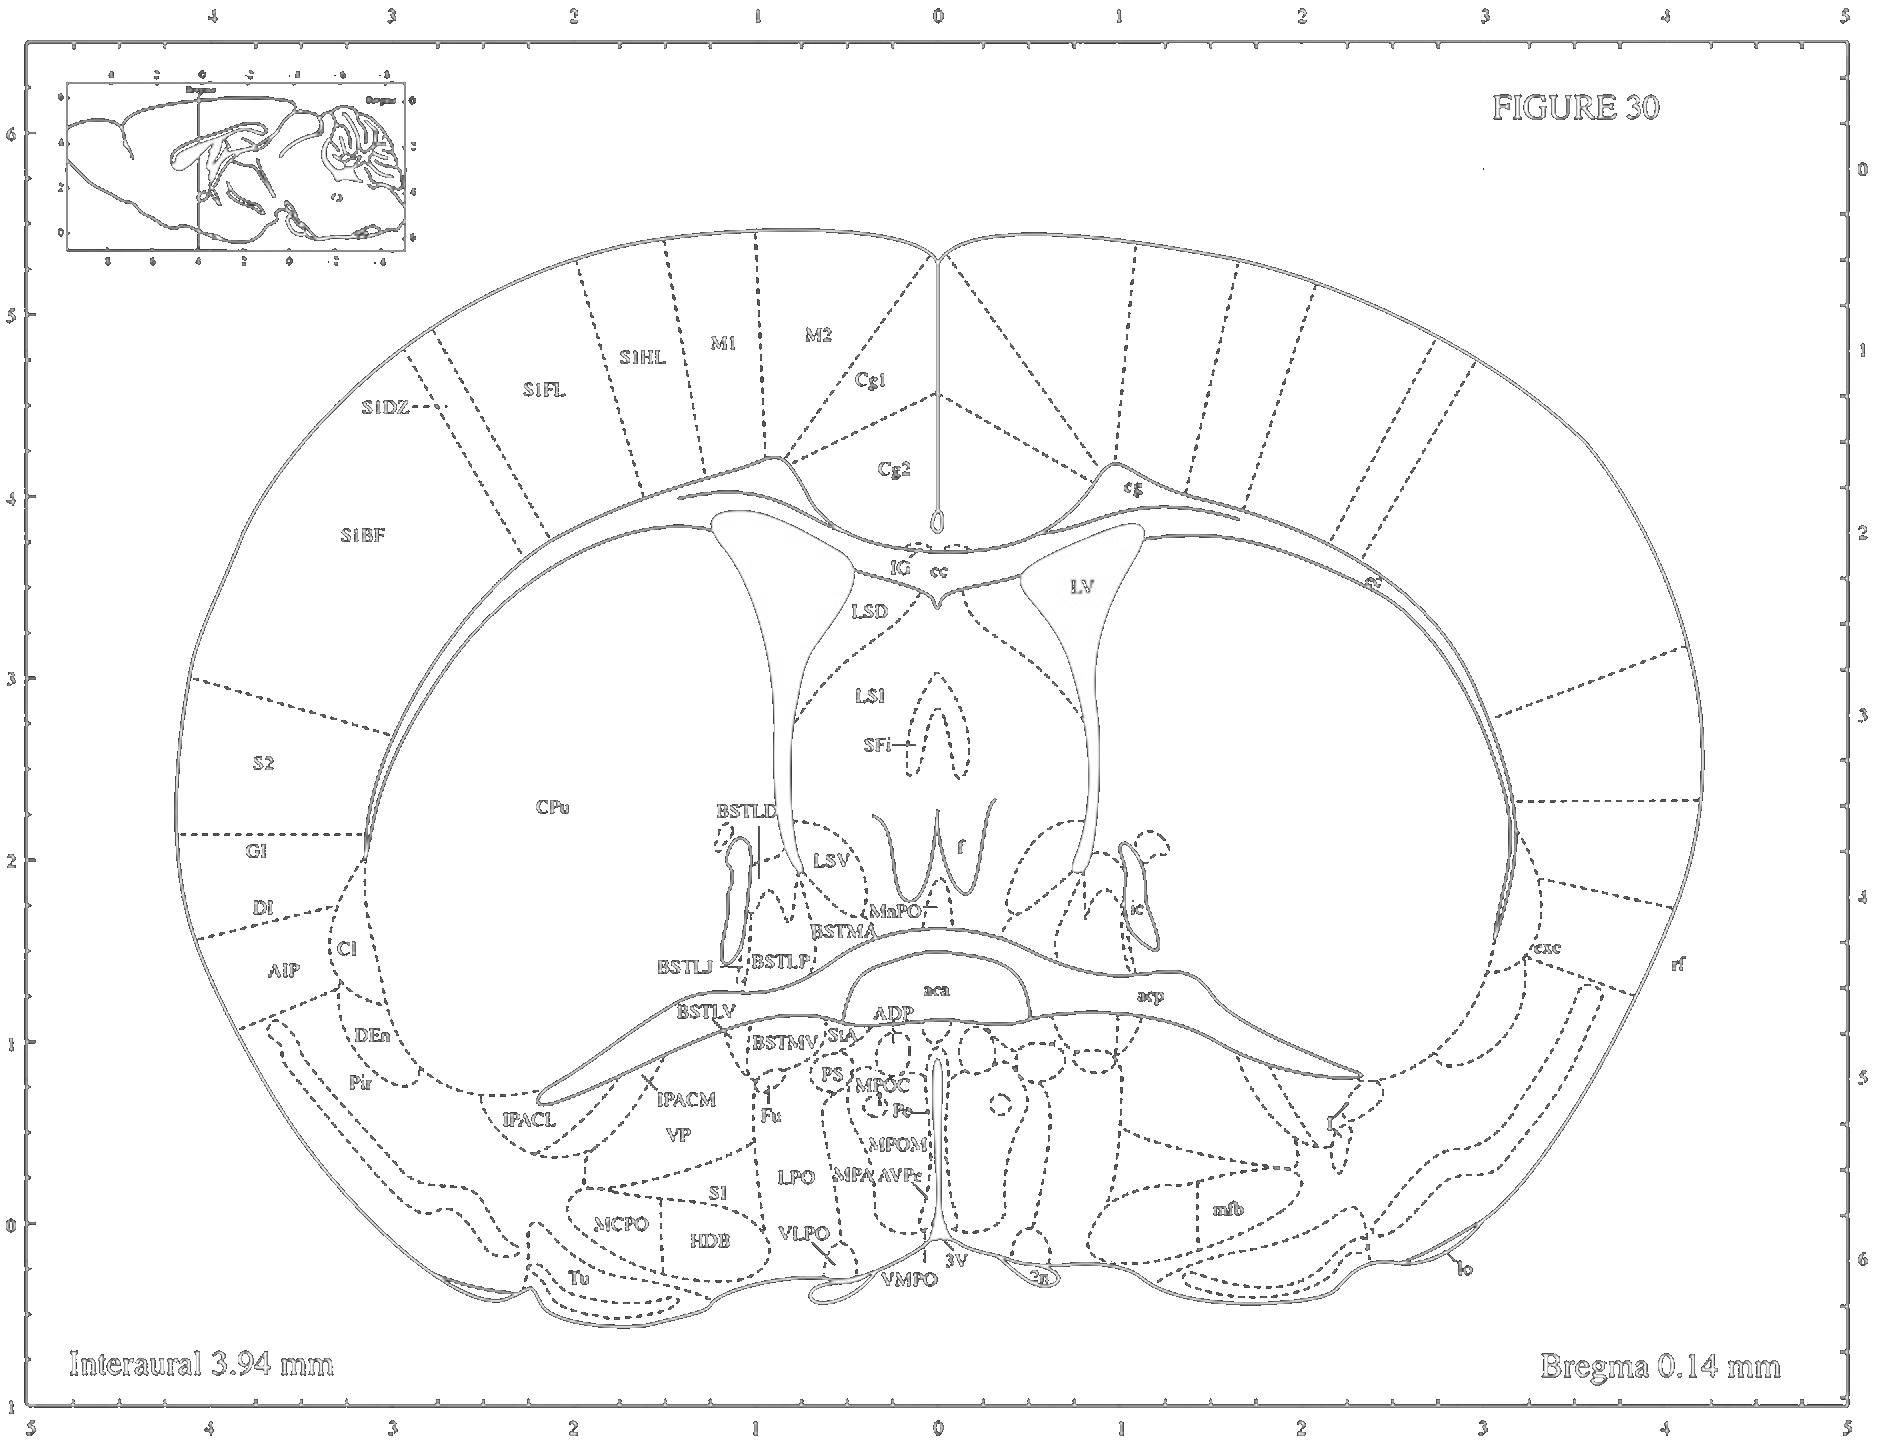 4 3 2 1 0 1 2 3 4 5
FIGURE 30
Bregma
6
5
4
3
2
1
0
1
0
1
2
3
4
5
6
M2
M1
S1HL
Cg1
S1FL
S1DZ
Cg2
cg
S1BF
IG cc
ec
LV
LSD
LSI
SFi
S2
CPu
BSTLD
GI
LSV
f
DI
MnPO
ic
BSTMA
CI
exc
AIP
BSTLJ
BSTLP
rf
aca
acp
BSTLV
ADP
DEn
BSTMV
StA
Pir
PS
MPOC
IPACL
IPACM
Fu
Pe
VP
MPOM
LPO
MPA
AVPe
SI
MCPO
HDB
VLPO
mfb
Tu
3V
VMPO
2n
lo
Interaural 3.94 mm
Bregma 0.14 mm
5 4 3 2 1 0 1 2 3 4 5